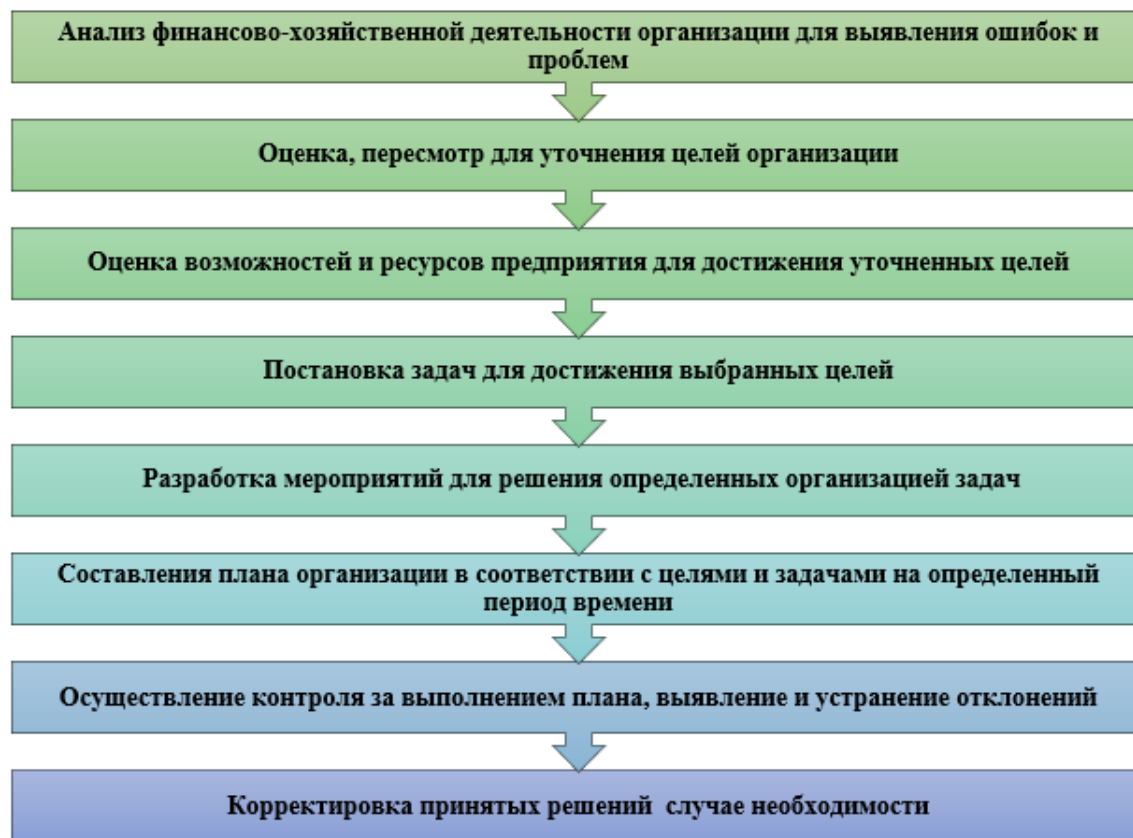 Анализ финансово-хозяйственной деятельности организации для выявления ошибок и
проблем
Оценка, пересмотр для уточнения целей организации
Оценка возможностей и ресурсов предприятия для достижения уточненных целей
Постановка задач для достижения выбранных целей
Разработка мероприятий для решения определенных организацией задач
Составления плана организации в соответствии с целями и задачами на определенный
период времени
Осуществление контроля за выполнением плана, выявление и устранение отклонений
Корректировка принятых решений  случае необходимости